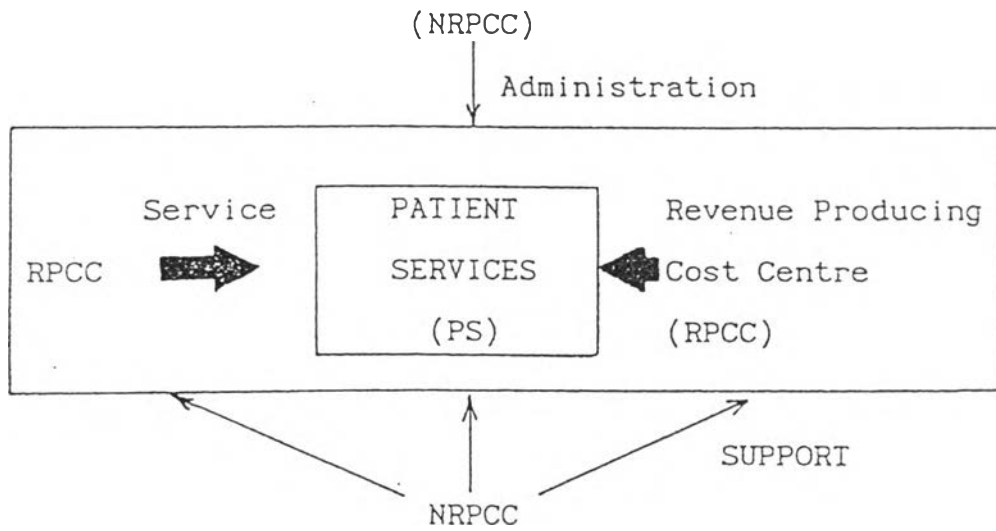 (NRPCC)
Administration
Service PATIENT Revenue Producing
RPCC SERVICES Cost Centre
(PS) (RPCC)
SUPPORT
NRPCC